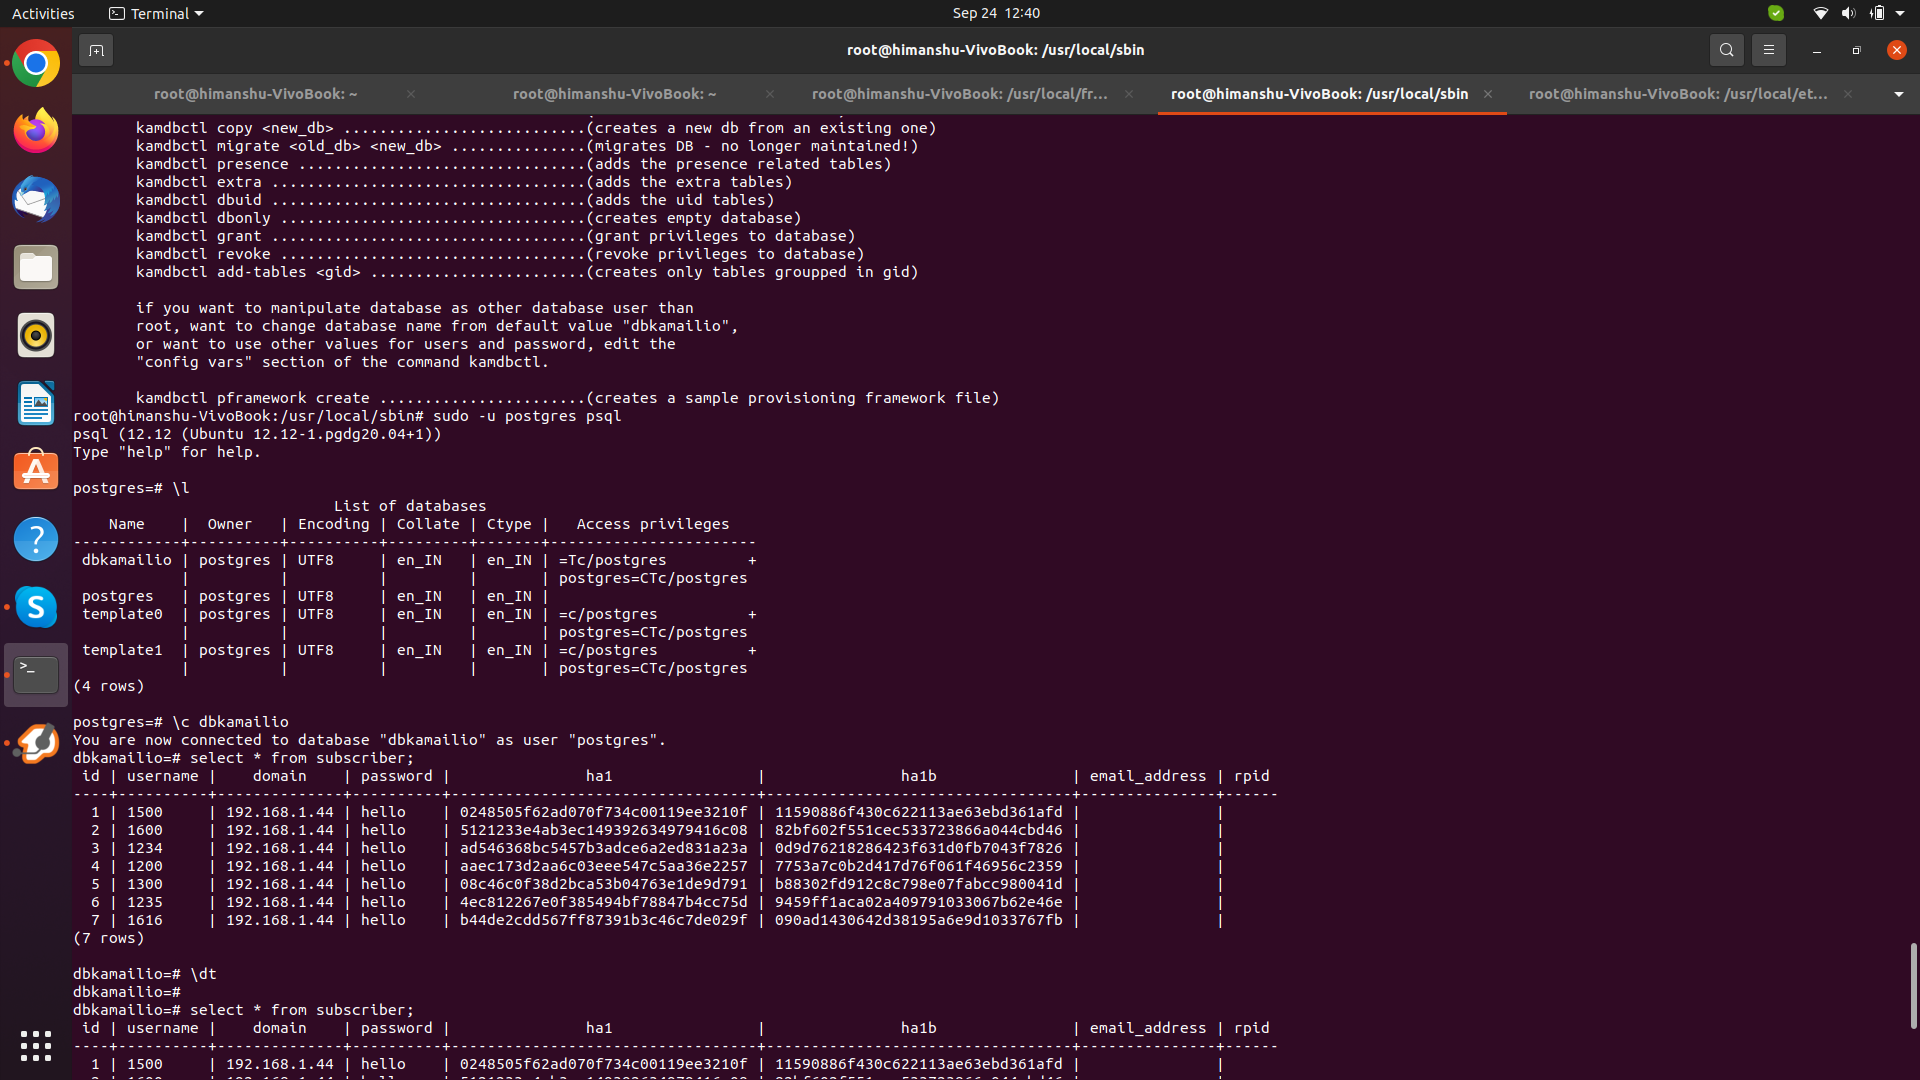 Activities Terminal Sep 24 12:40
root@himanshu-VivoBook: /usr/local/sbin
root@himanshu-VivoBook: ~ root@himanshu-VivoBook: ~ root@himanshu-VivoBook: /usr/local/fr... root@himanshu-VivoBook: /usr/local/sbin root@himanshu-VivoBook: /usr/local/et...
kamdbctl copy <new_db> ...........................(creates a new db from an existing one)
kamdbctl migrate <old_db> <new_db> ...............(migrates DB - no longer maintained!)
kamdbctl presence ................................(adds the presence related tables)
kamdbctl extra ...................................(adds the extra tables)
kamdbctl dbuid ...................................(adds the uid tables)
kamdbctl dbonly ..................................(creates empty database)
kamdbctl grant ...................................(grant privileges to database)
kamdbctl revoke ..................................(revoke privileges to database)
kamdbctl add-tables <gid> ........................(creates only tables groupped in gid)
if you want to manipulate database as other database user than
root, want to change database name from default value "dbkamailio",
or want to use other values for users and password, edit the
"config vars" section of the command kamdbctl.
kamdbctl pframework create .......................(creates a sample provisioning framework file)
root@himanshu-VivoBook:/usr/local/sbin# sudo -u postgres psql
psql (12.12 (Ubuntu 12.12-1.pgdg20.04+1))
Type "help" for help.
postgres=# \l
List of databases
Name | Owner | Encoding | Collate | Ctype | Access privileges
------------+----------+----------+---------+-------+-----------------------
dbkamailio | postgres | UTF8 | en_IN | en_IN | =Tc/postgres +
| | | | | postgres=CTc/postgres
postgres | postgres | UTF8 | en_IN | en_IN |
template0 | postgres | UTF8 | en_IN | en_IN | =c/postgres +
| | | | | postgres=CTc/postgres
template1 | postgres | UTF8 | en_IN | en_IN | =c/postgres +
| | | | | postgres=CTc/postgres
(4 rows)
postgres=# \c dbkamailio
You are now connected to database "dbkamailio" as user "postgres".
dbkamailio=# select * from subscriber;
id | username | domain | password | ha1 | ha1b | email_address | rpid
----+----------+--------------+----------+----------------------------------+----------------------------------+---------------+------
1 | 1500 | 192.168.1.44 | hello | 0248505f62ad070f734c00119ee3210f | 11590886f430c622113ae63ebd361afd | |
2 | 1600 | 192.168.1.44 | hello | 5121233e4ab3ec149392634979416c08 | 82bf602f551cec533723866a044cbd46 | |
3 | 1234 | 192.168.1.44 | hello | ad546368bc5457b3adce6a2ed831a23a | 0d9d76218286423f631d0fb7043f7826 | |
4 | 1200 | 192.168.1.44 | hello | aaec173d2aa6c03eee547c5aa36e2257 | 7753a7c0b2d417d76f061f46956c2359 | |
5 | 1300 | 192.168.1.44 | hello | 08c46c0f38d2bca53b04763e1de9d791 | b88302fd912c8c798e07fabcc980041d | |
6 | 1235 | 192.168.1.44 | hello | 4ec812267e0f385494bf78847b4cc75d | 9459ff1aca02a409791033067b62e46e | |
7 | 1616 | 192.168.1.44 | hello | b44de2cdd567ff87391b3c46c7de029f | 090ad1430642d38195a6e9d1033767fb | |
(7 rows)
dbkamailio=# \dt
dbkamailio=#
dbkamailio=# select * from subscriber;
id | username | domain | password | ha1 | ha1b | email_address | rpid
----+----------+--------------+----------+----------------------------------+----------------------------------+---------------+------
1 | 1500 | 192.168.1.44 | hello | 0248505f62ad070f734c00119ee3210f | 11590886f430c622113ae63ebd361afd | |